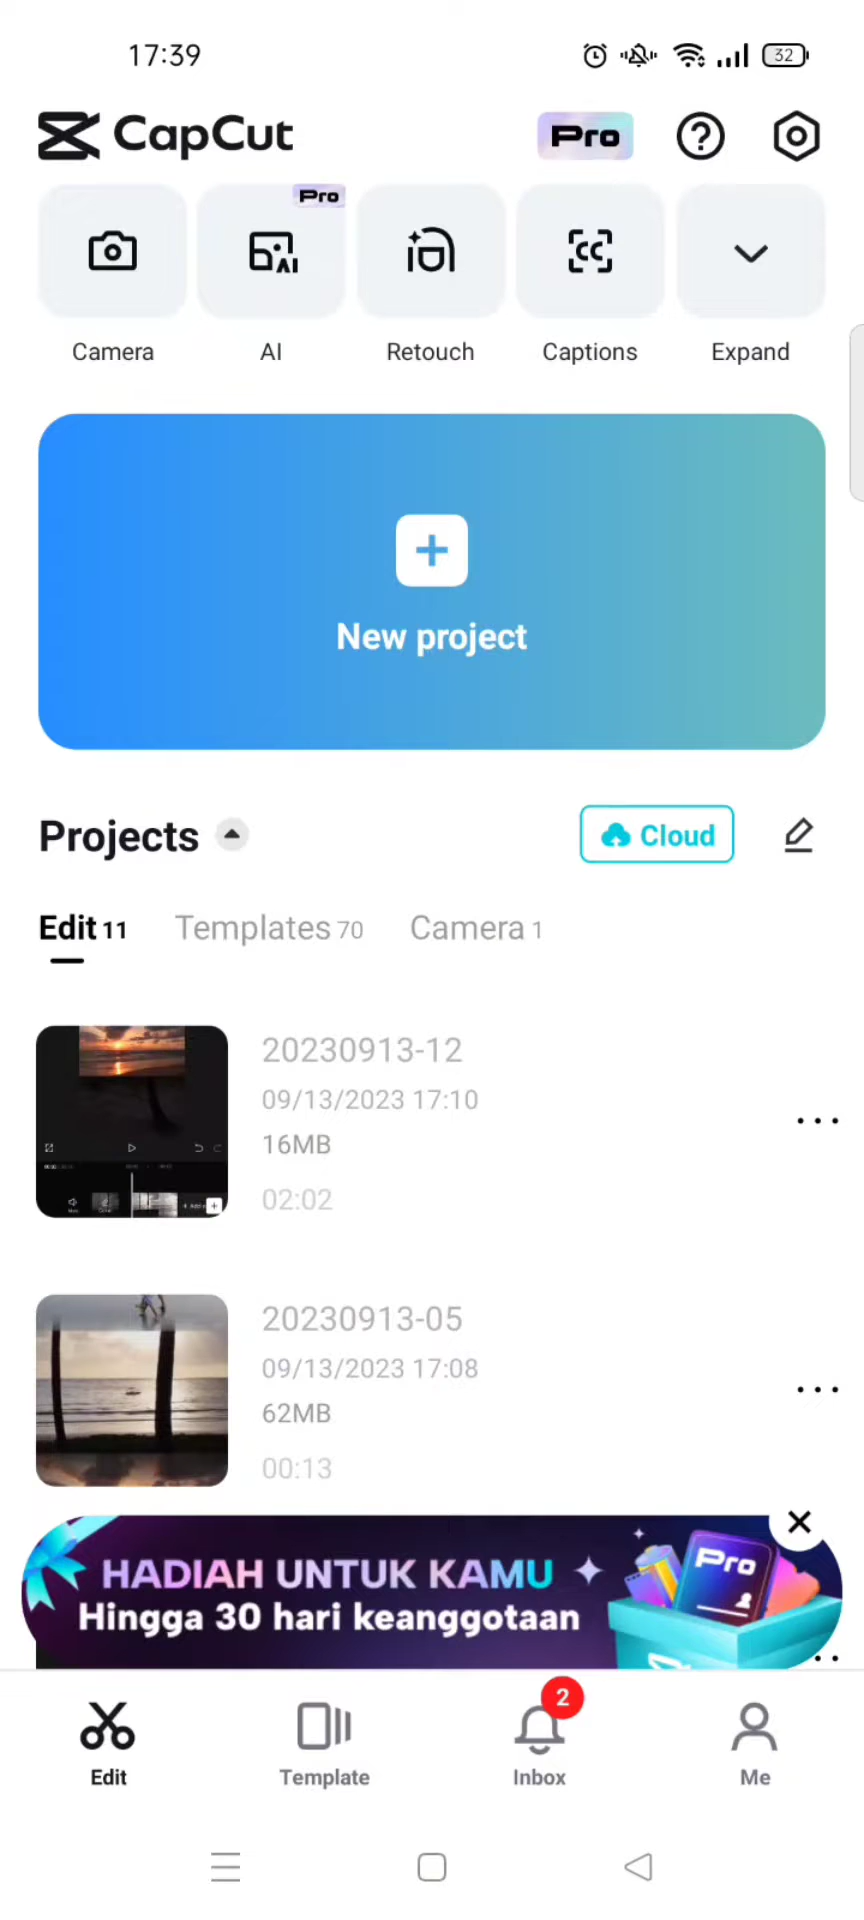 17:39
32
CapCut
Pro
Pro
AI
CC
Camera
AI
Retouch
Captions
Expand
New project
Projects
Cloud
Edit 11
Templates 70
Camera 1
20230913-12
09/13/2023 17:10
16MB
02:02
20230913-05
09/13/2023 17:08
62MB
00:13
HADIAH UNTUK KAMU
Hingga 30 hari keanggotaan
Pro
2
Edit
Template
Inbox
Me